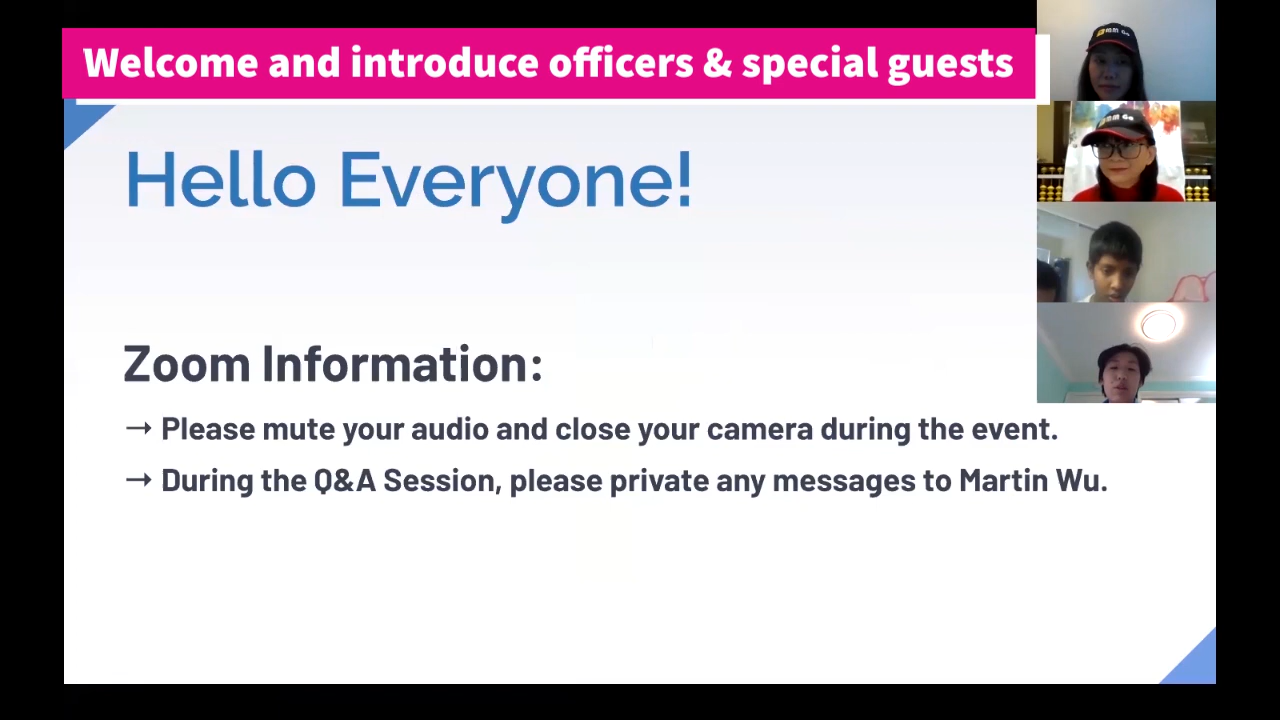 Welcome and introduce officers & special guests
Hello Everyone!
Zoom Information:
→ Please mute your audio and close your camera during the event.
→ During the Q&A Session, please private any messages to Martin Wu.